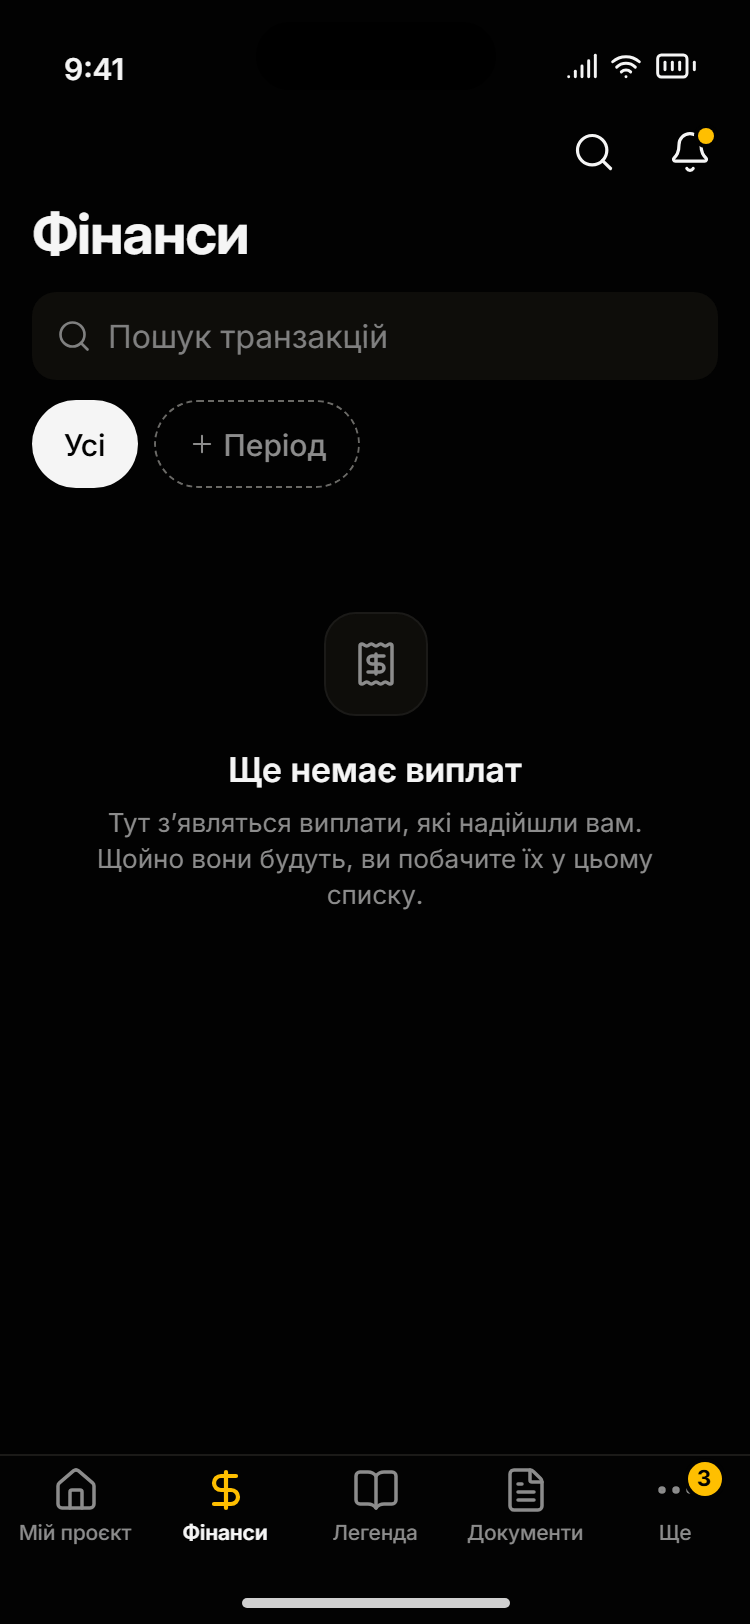 9:41
Фінанси
Пошук транзакцій
Усі
+ Період
Ще немає виплат
Тут з’являться виплати, які надійшли вам.
Щойно вони будуть, ви побачите їх у цьому
списку.
3
Мій проєкт
Фінанси
Легенда
Документи
Ще